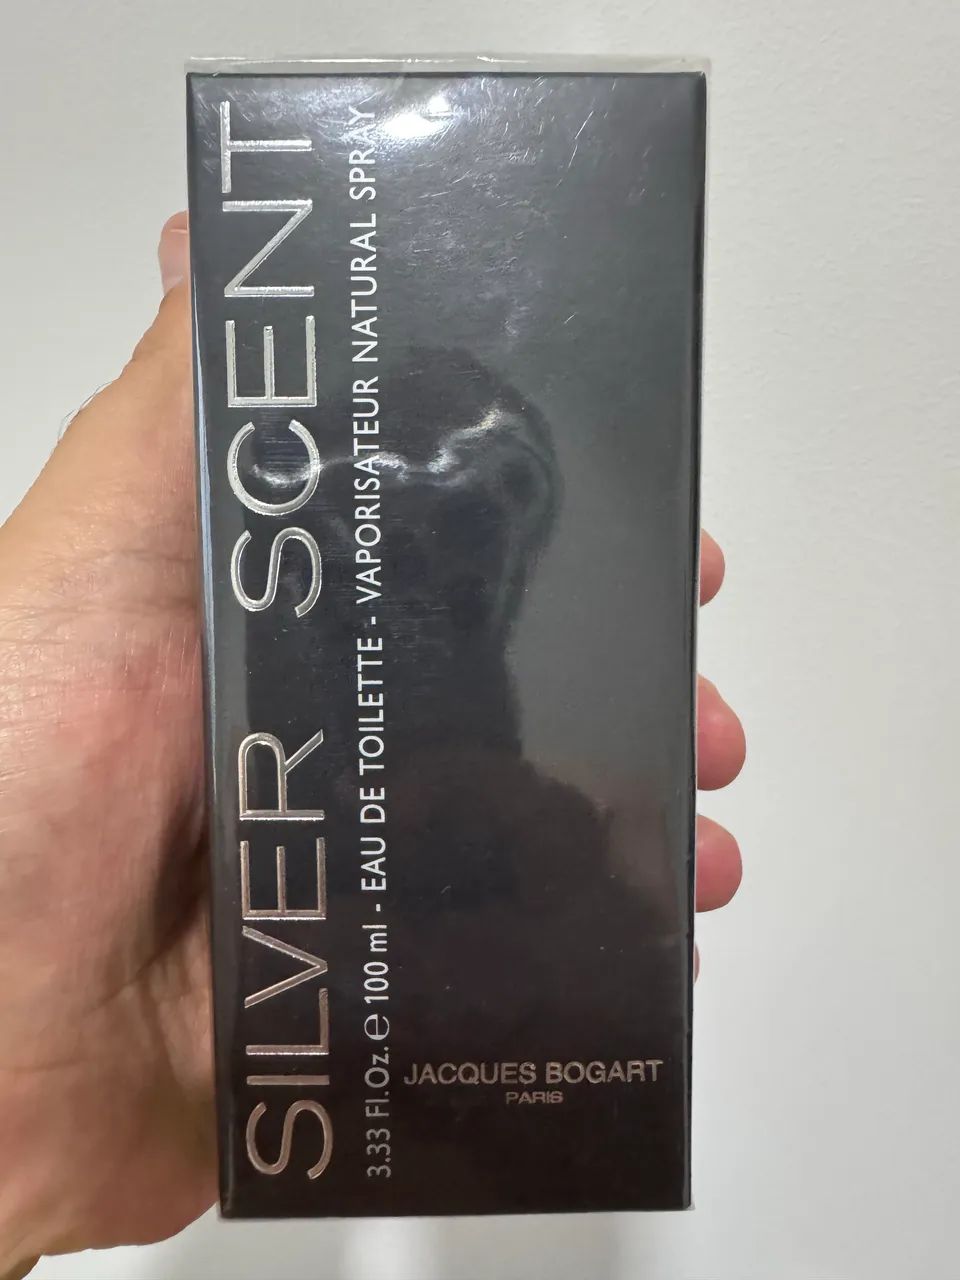 SILVER SCENT
3.33 Fl.Oz. ℮ 100 ml - EAU DE TOILETTE - VAPORISATEUR NATURAL SPRAY
JACQUES BOGART
PARIS